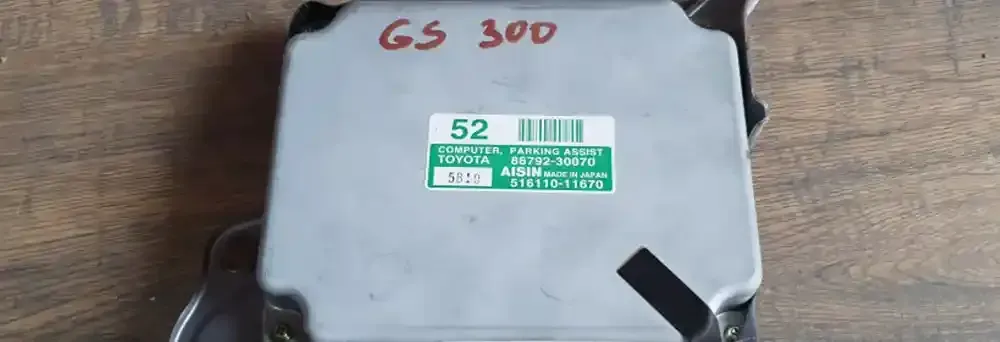 GS 300
52
COMPUTER, PARKING ASSIST
TOYOTA 86792-30070
5B10 AISIN MADE IN JAPAN
516110-11670